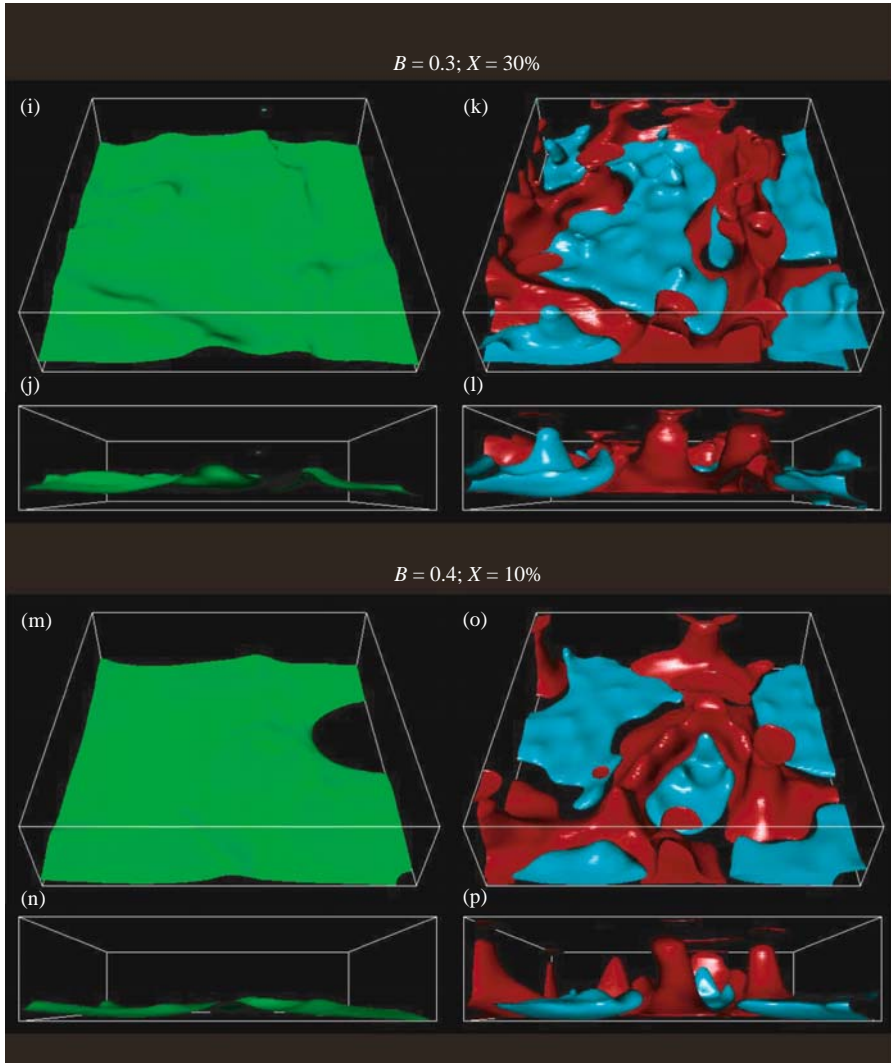 B = 0.3; X = 30%
(i)
(k)
(j)
(l)
B = 0.4; X = 10%
(m)
(o)
(n)
(p)